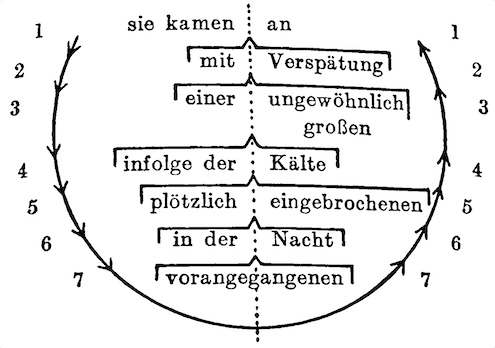 1 sie kamen an 1
2 mit Verspätung 2
3 einer ungewöhnlich 3
großen
4 infolge der Kälte 4
5 plötzlich eingebrochenen 5
6 in der Nacht 6
7 vorangegangenen 7